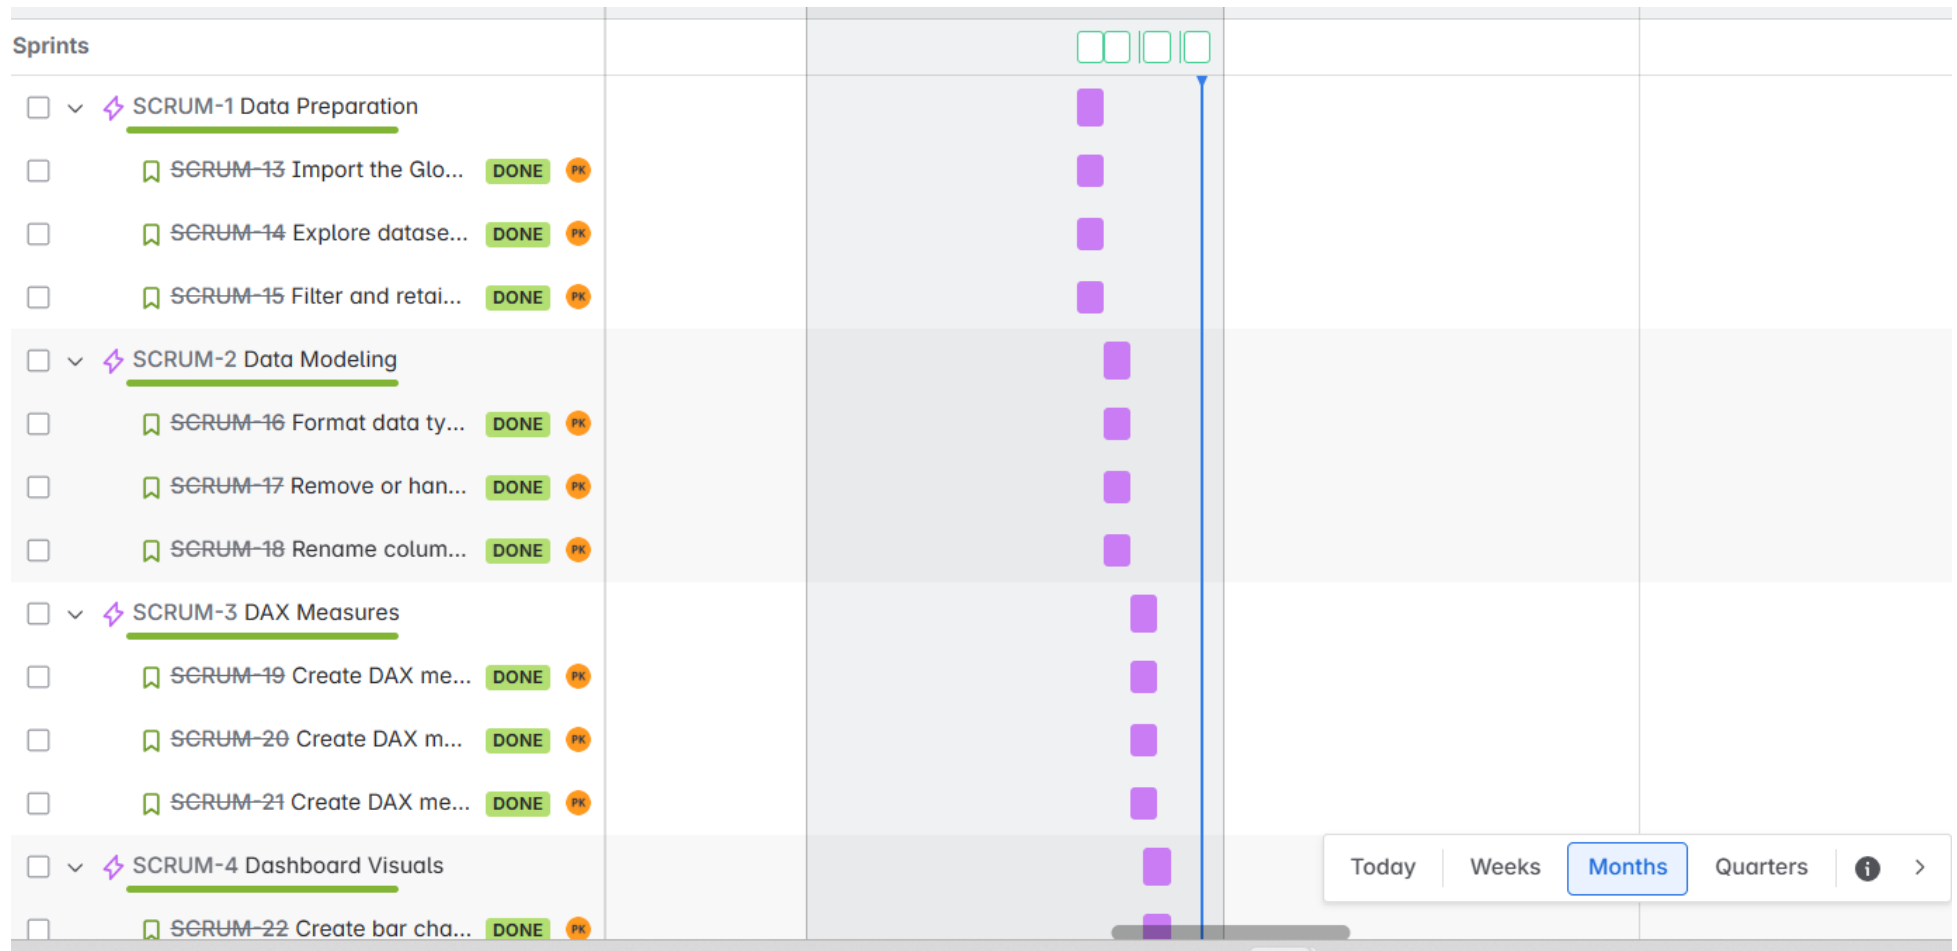 Sprints
SCRUM-1 Data Preparation
SCRUM-13 Import the Glo... DONE PK
SCRUM-14 Explore datase... DONE PK
SCRUM-15 Filter and retai... DONE PK
SCRUM-2 Data Modeling
SCRUM-16 Format data ty... DONE PK
SCRUM-17 Remove or han... DONE PK
SCRUM-18 Rename colum... DONE PK
SCRUM-3 DAX Measures
SCRUM-19 Create DAX me... DONE PK
SCRUM-20 Create DAX m... DONE PK
SCRUM-21 Create DAX me... DONE PK
SCRUM-4 Dashboard Visuals
Today Weeks Months Quarters
SCRUM-22 Create bar cha... DONE PK